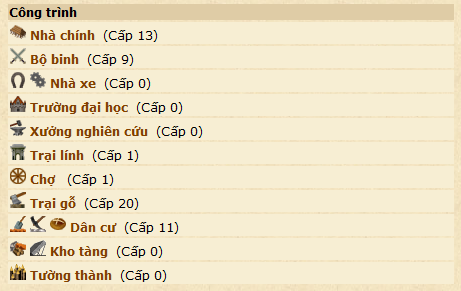 Công trình
Nhà chính (Cấp 13)
Bộ binh (Cấp 9)
Nhà xe (Cấp 0)
Trường đại học (Cấp 0)
Xưởng nghiên cứu (Cấp 0)
Trại lính (Cấp 1)
Chợ (Cấp 1)
Trại gỗ (Cấp 20)
Dân cư (Cấp 11)
Kho tàng (Cấp 0)
Tường thành (Cấp 0)